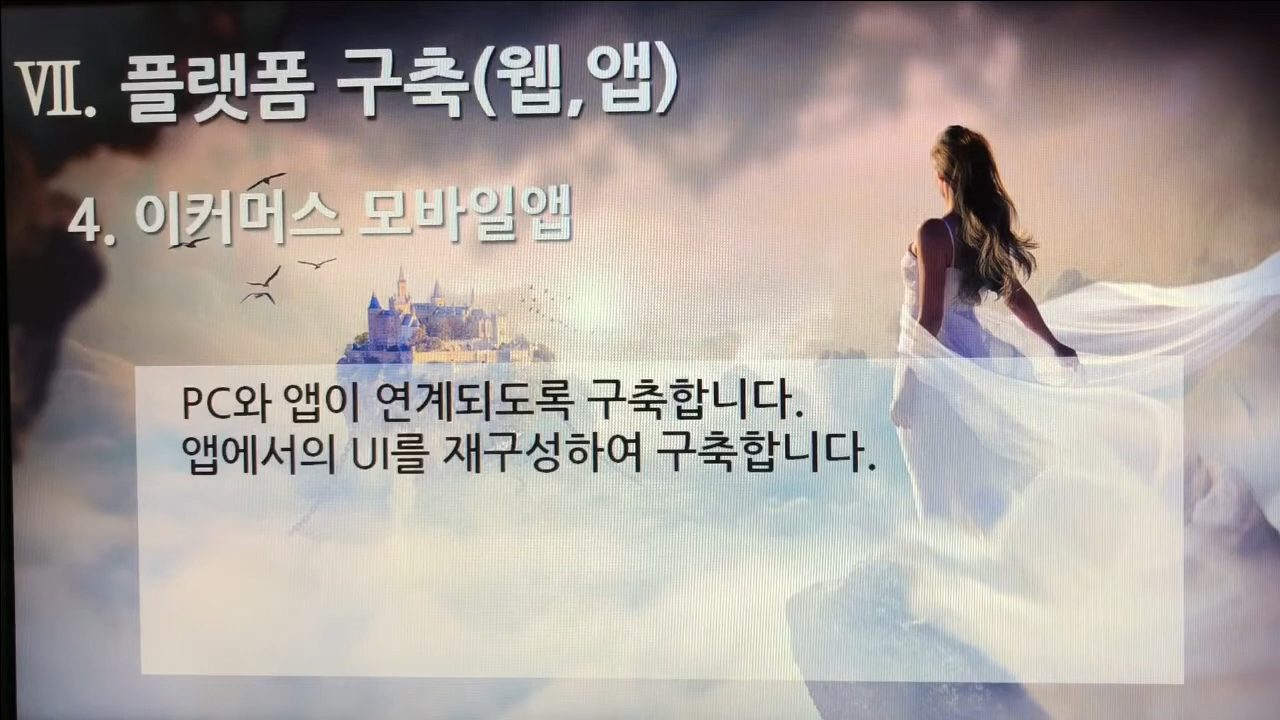 Ⅶ. 플랫폼 구축(웹,앱)
4. 이커머스 모바일앱
PC와 앱이 연계되도록 구축합니다.
앱에서의 UI를 재구성하여 구축합니다.